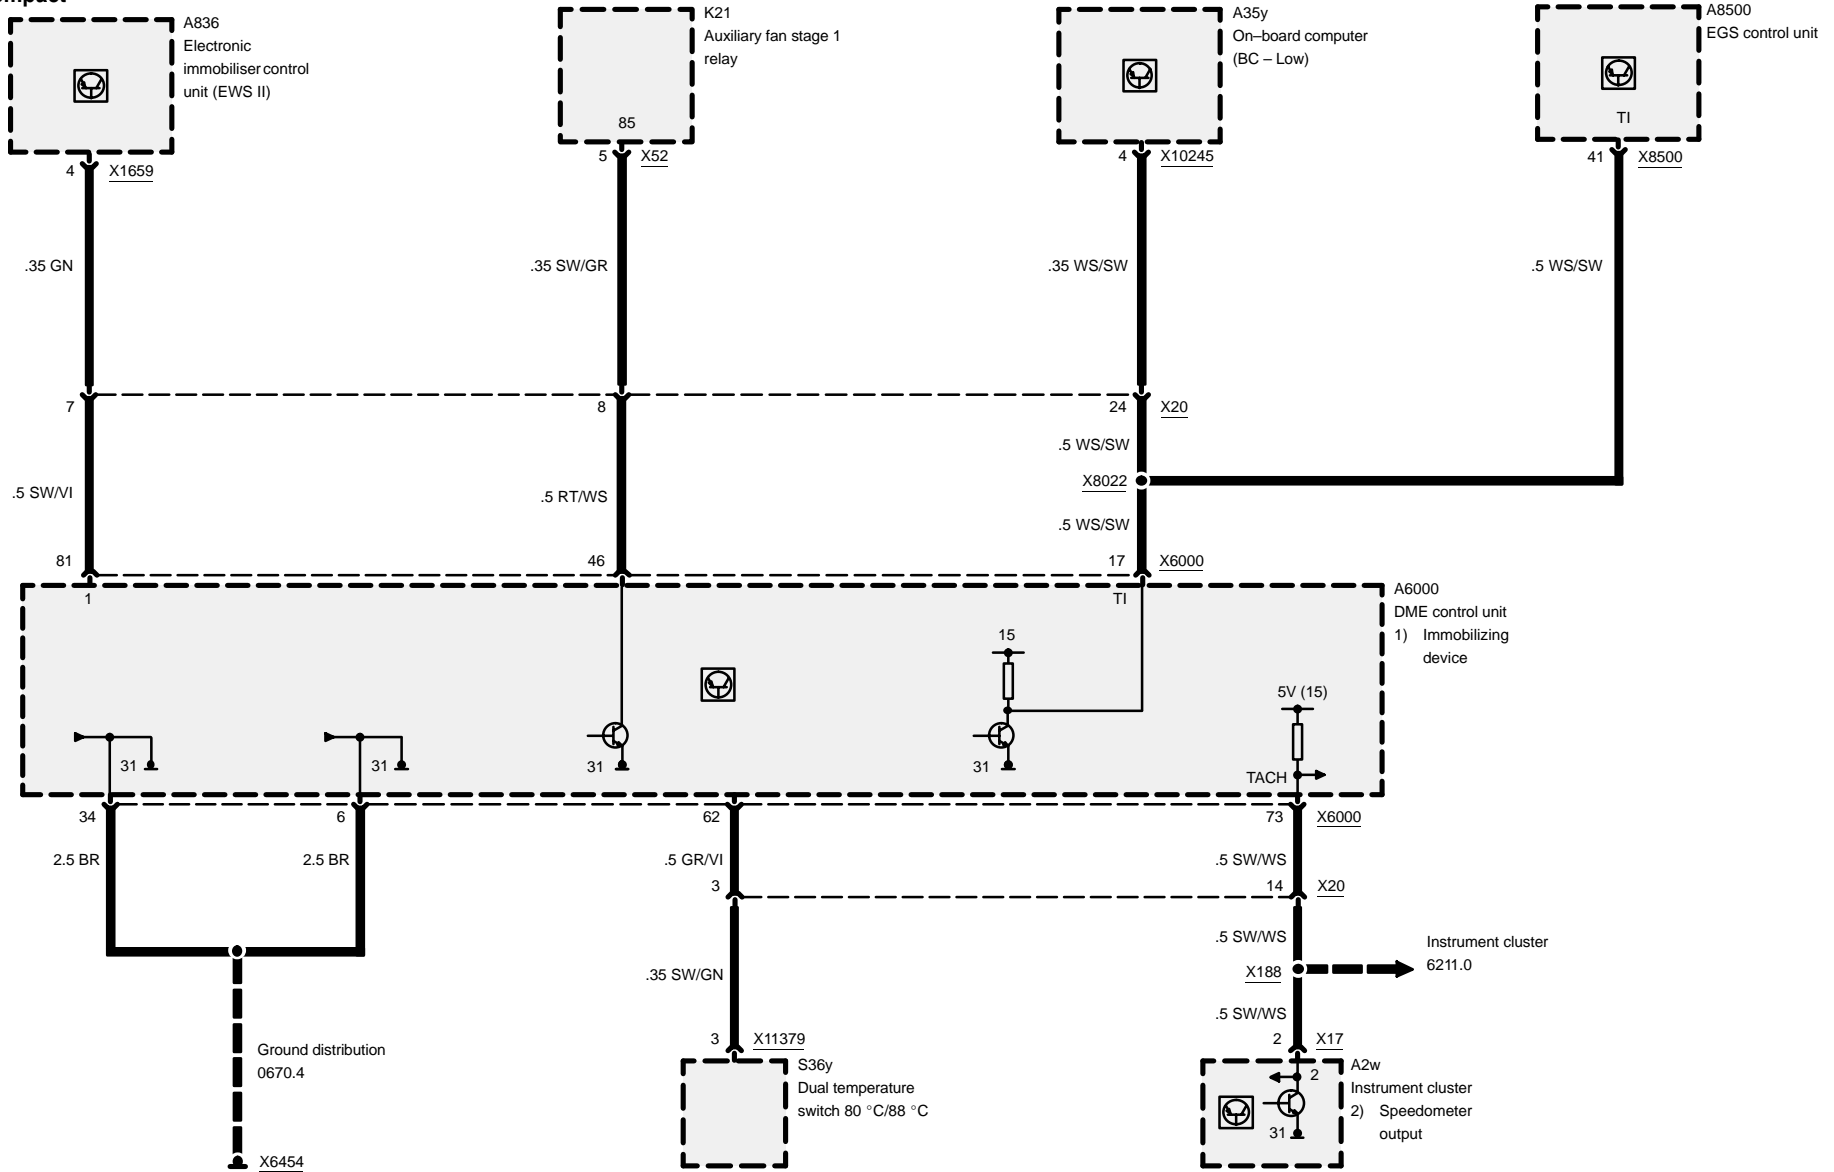 A836
Electronic
immobiliser control
unit (EWS II)
K21
Auxiliary fan stage 1
relay
A35y
On–board computer
(BC – Low)
A8500
EGS control unit
85
TI
4 X1659
5 X52
4 X10245
41 X8500
.35 GN
.35 SW/GR
.35 WS/SW
.5 WS/SW
7
8
24 X20
.5 WS/SW
X8022
.5 SW/VI
.5 RT/WS
.5 WS/SW
81
46
17 X6000
1
TI
A6000
DME control unit
1) Immobilizing
device
15
5V (15)
31
31
31
31
TACH
34
6
62
73 X6000
2.5 BR
2.5 BR
.5 GR/VI
.5 SW/WS
3
14 X20
.5 SW/WS
Instrument cluster
6211.0
X188
.35 SW/GN
.5 SW/WS
Ground distribution
0670.4
3 X11379
2 X17
S36y
Dual temperature
switch 80 °C/88 °C
A2w
Instrument cluster
2) Speedometer
output
2
31
X6454